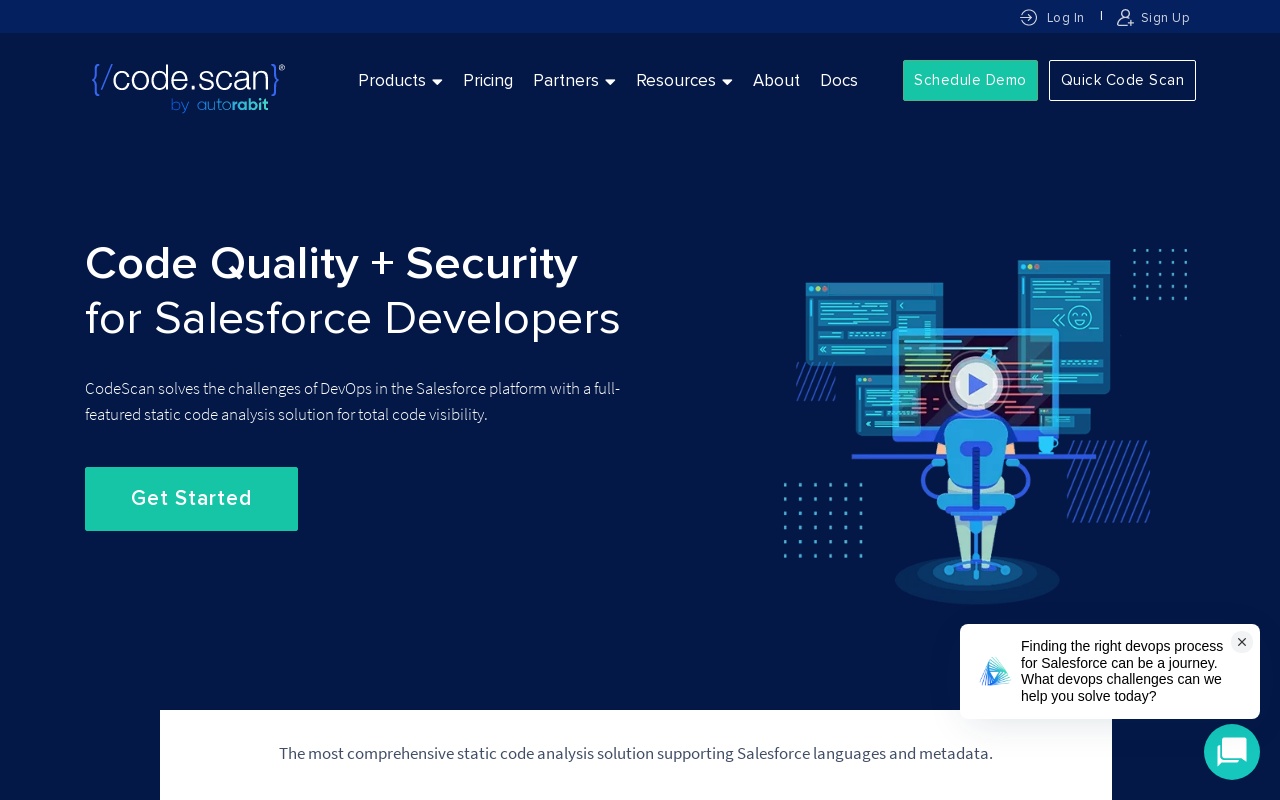 Log In | Sign Up
{/code.scan}®
by autorabit
Products Pricing Partners Resources About Docs Schedule Demo Quick Code Scan
Code Quality + Security
for Salesforce Developers
CodeScan solves the challenges of DevOps in the Salesforce platform with a full-
featured static code analysis solution for total code visibility.
Get Started
Finding the right devops process
for Salesforce can be a journey.
What devops challenges can we
help you solve today?
The most comprehensive static code analysis solution supporting Salesforce languages and metadata.